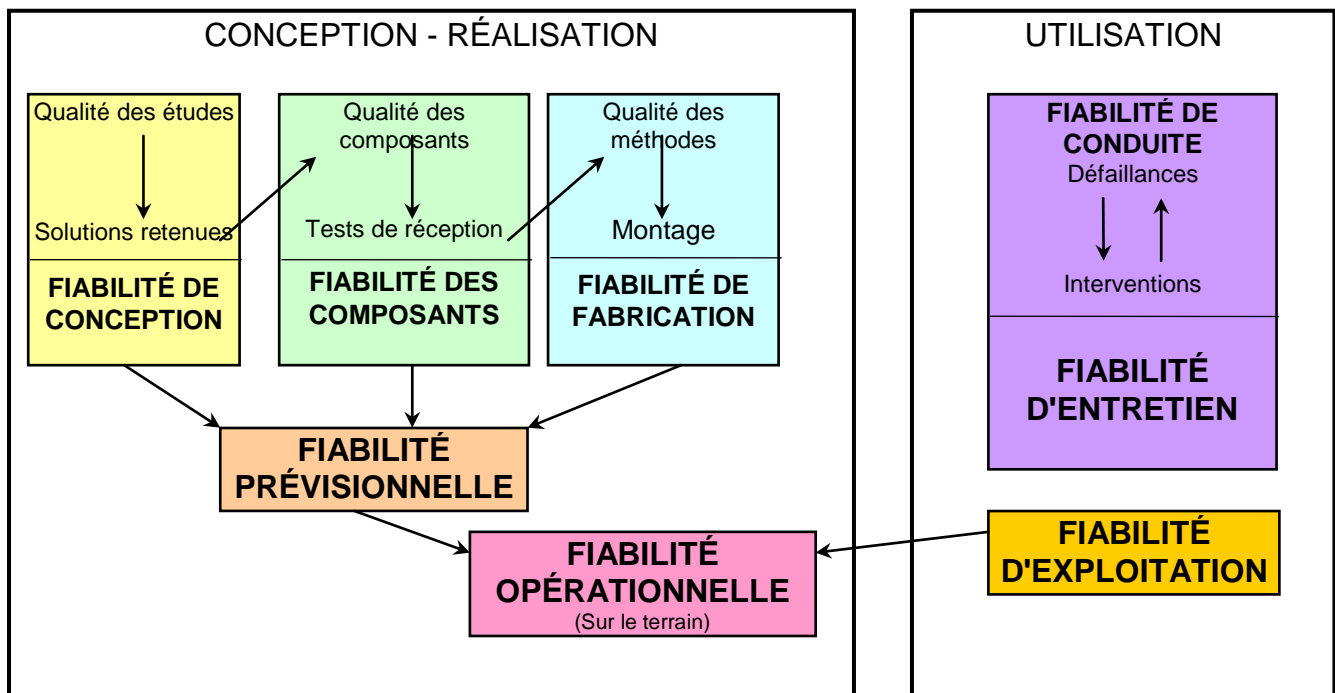 CONCEPTION - RÉALISATION
Qualité des études
Solutions retenues
FIABILITÉ DE
CONCEPTION
Qualité des
composants
Tests de réception
FIABILITÉ DES
COMPOSANTS
Qualité des
méthodes
Montage
FIABILITÉ DE
FABRICATION
FIABILITÉ
PRÉVISIONNELLE
FIABILITÉ
OPÉRATIONNELLE
(Sur le terrain)
UTILISATION
FIABILITÉ DE
CONDUITE
Défaillances
Interventions
FIABILITÉ
D'ENTRETIEN
FIABILITÉ
D'EXPLOITATION